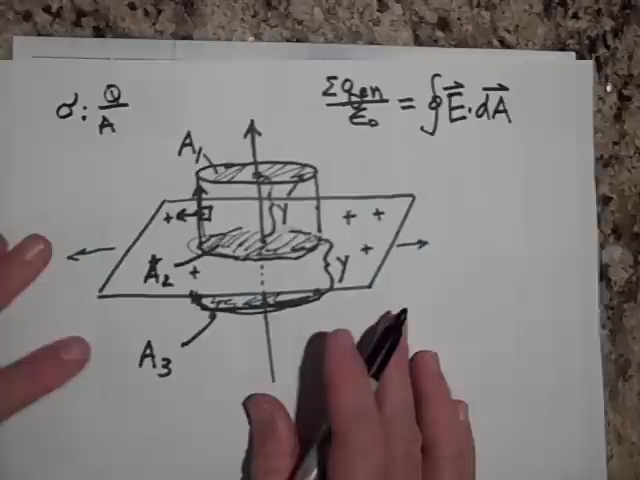 σ: Q/A
Σqen/ε₀ = ∮E⃗·dA⃗
A₁
y
+ + +
+
A₂ +
y
A₃